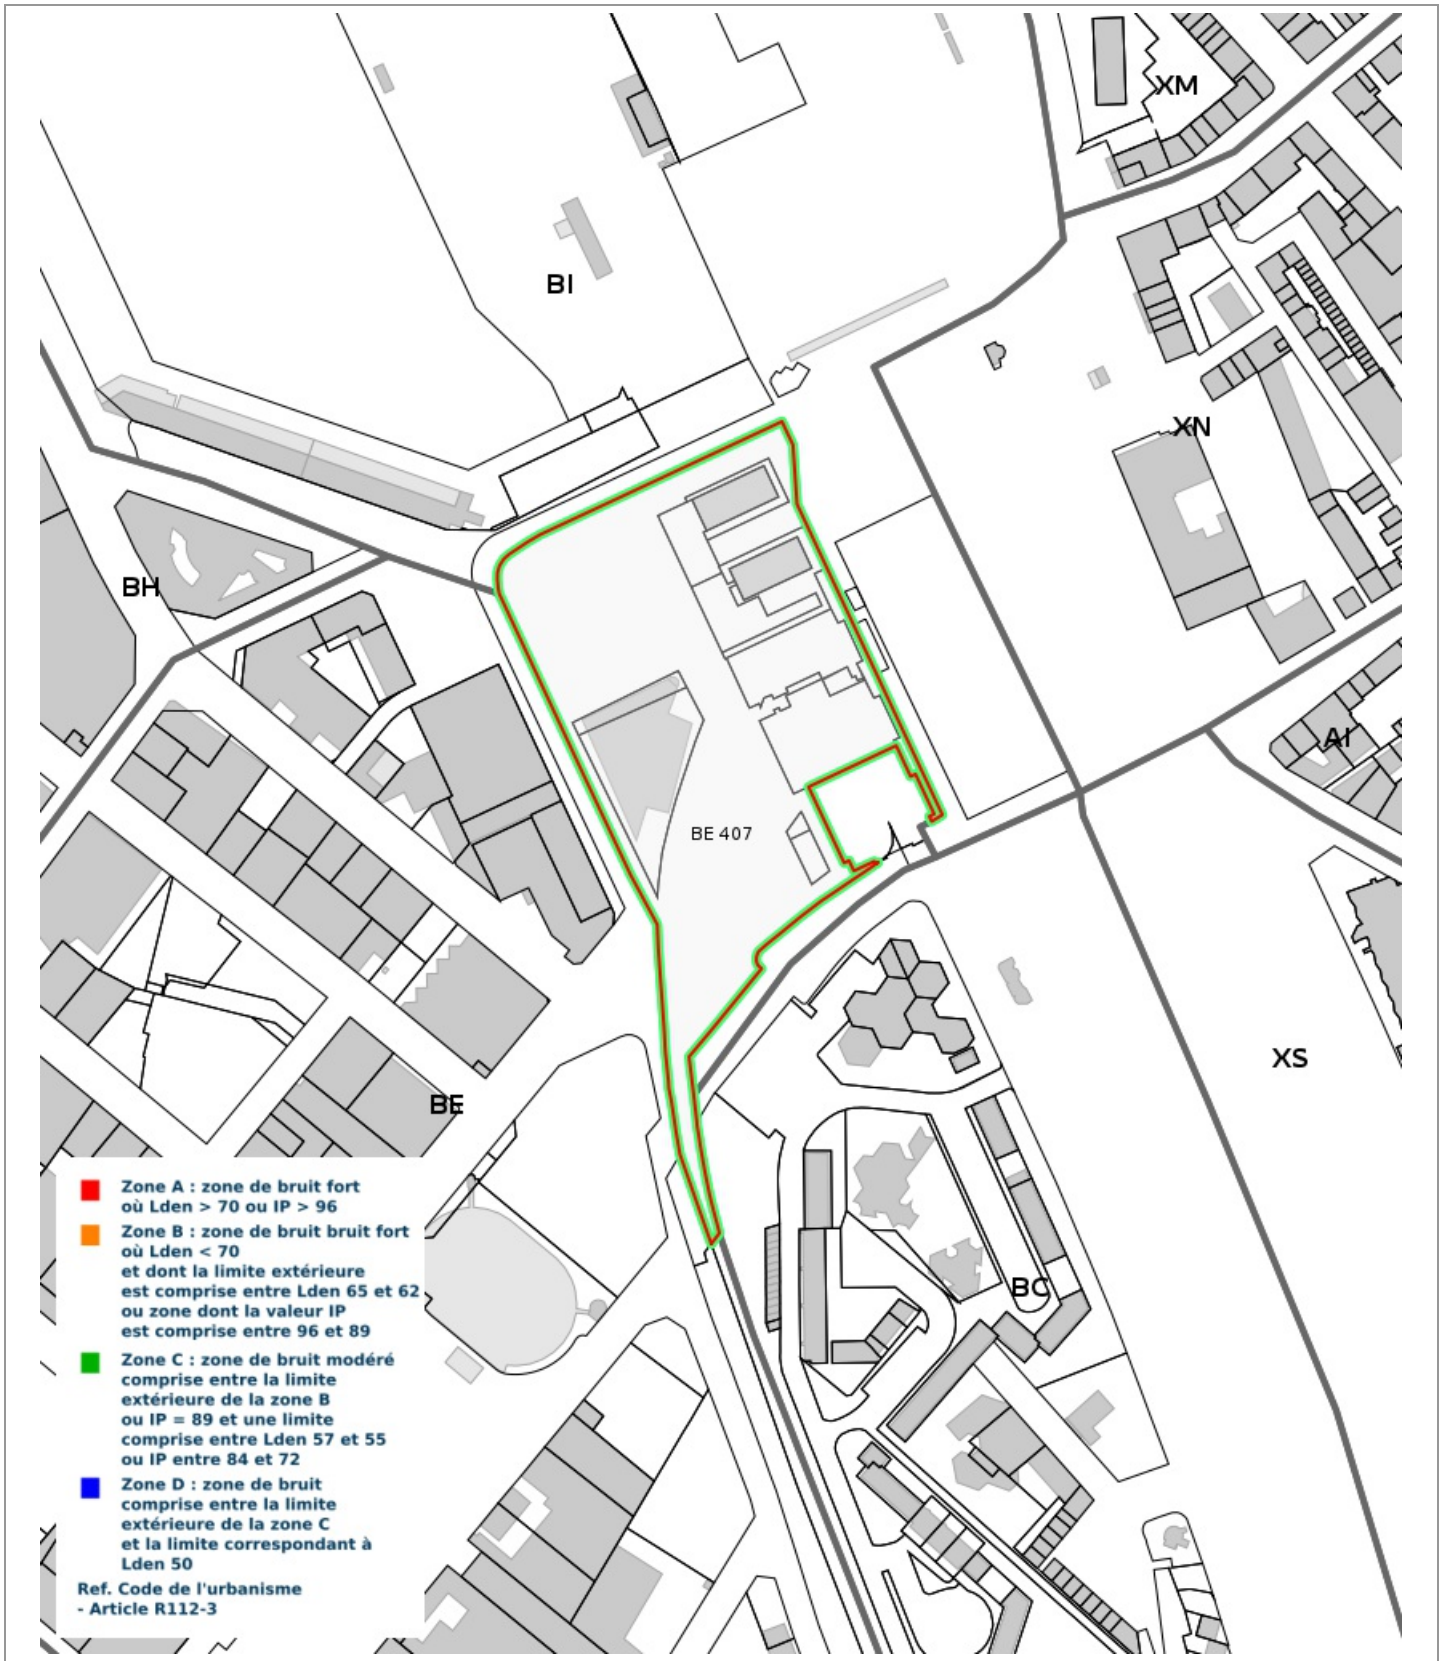 XM
BI
XN
BH
AI
BE 407
XS
BE
BC
Zone A : zone de bruit fort
où Lden > 70 ou IP > 96
Zone B : zone de bruit bruit fort
où Lden < 70
et dont la limite extérieure
est comprise entre Lden 65 et 62
ou zone dont la valeur IP
est comprise entre 96 et 89
Zone C : zone de bruit modéré
comprise entre la limite
extérieure de la zone B
ou IP = 89 et une limite
comprise entre Lden 57 et 55
ou IP entre 84 et 72
Zone D : zone de bruit
comprise entre la limite
extérieure de la zone C
et la limite correspondant à
Lden 50
Ref. Code de l'urbanisme
- Article R112-3